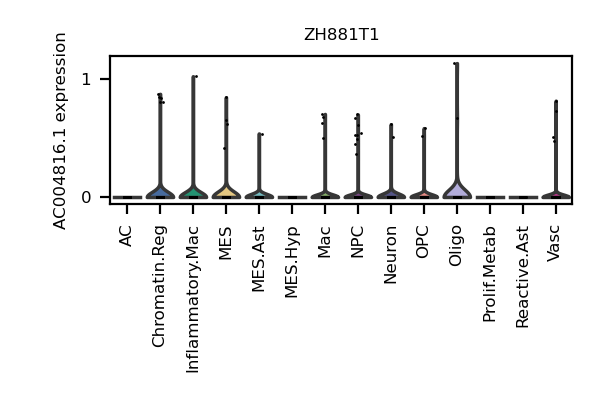 ZH881T1
AC004816.1 expression
1
0
AC
Chromatin.Reg
Inflammatory.Mac
MES
MES.Ast
MES.Hyp
Mac
NPC
Neuron
OPC
Oligo
Prolif.Metab
Reactive.Ast
Vasc